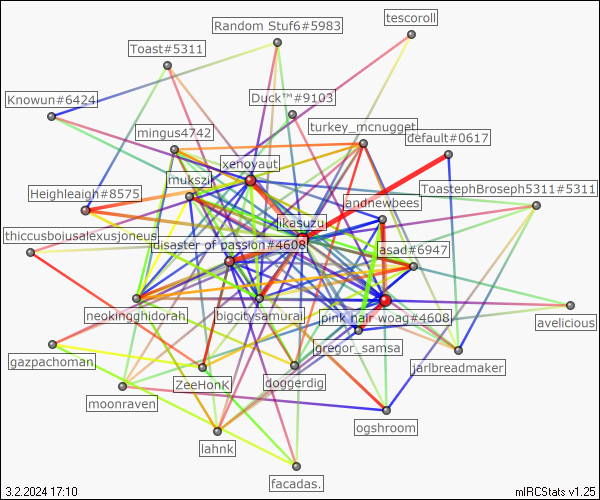 tescoroll
Random Stuf6#5983
Toast#5311
Knowun#6424
Duck™#9103
turkey_mcnugget
mingus4742
default#0617
xenoyaut
mukszi
Heighleaigh#8575
ToastephBroseph5311#5311
andnewbees
ikasuzu
thiccusboiusalexusjoneus
disaster of passion#4608
asad#6947
neokingghidorah
bigcitysamurai
pink hair woag#4608
avelicious
gregor_samsa
gazpachoman
jarlbreadmaker
ZeeHonK
doggerdig
moonraven
ogshroom
lahnk
facadas.
3.2.2024 17:10
mIRCStats v1.25